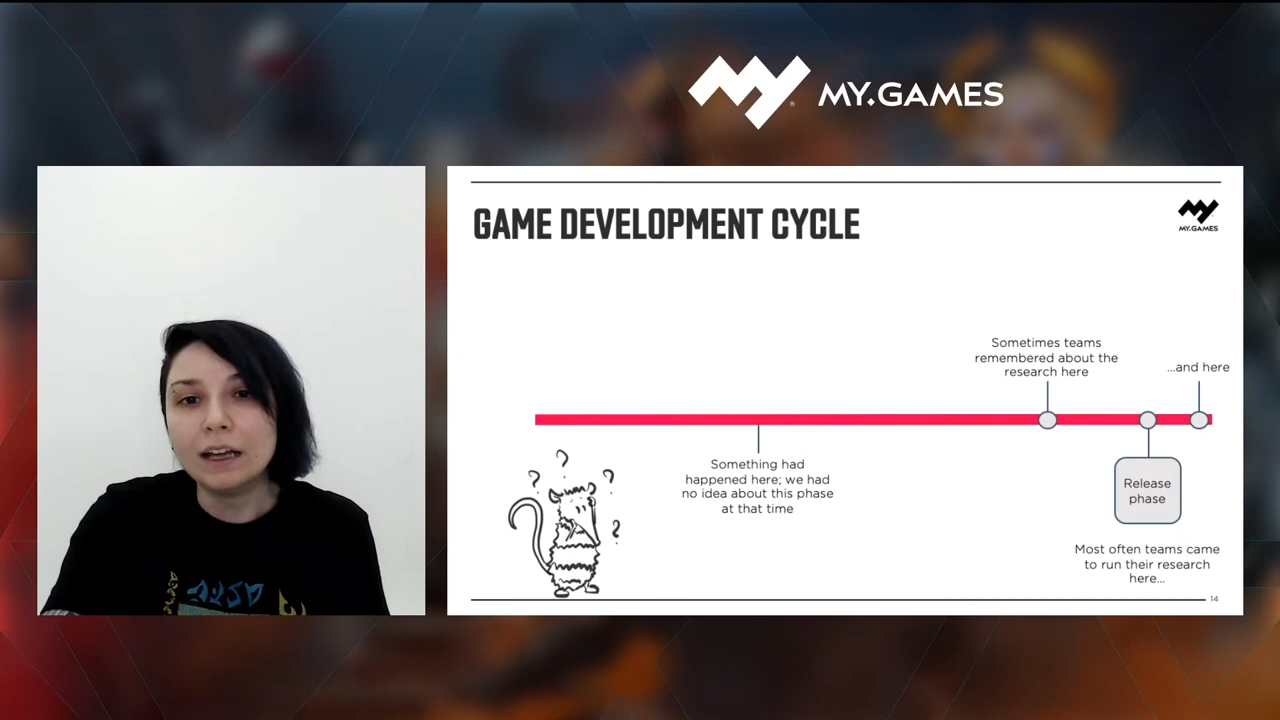 MY.GAMES
GAME DEVELOPMENT CYCLE
MY.GAMES
Sometimes teams
remembered about the
research here
...and here
Something had
happened here; we had
no idea about this phase
at that time
? ? ? ?
Release
phase
Most often teams came
to run their research
here...
14